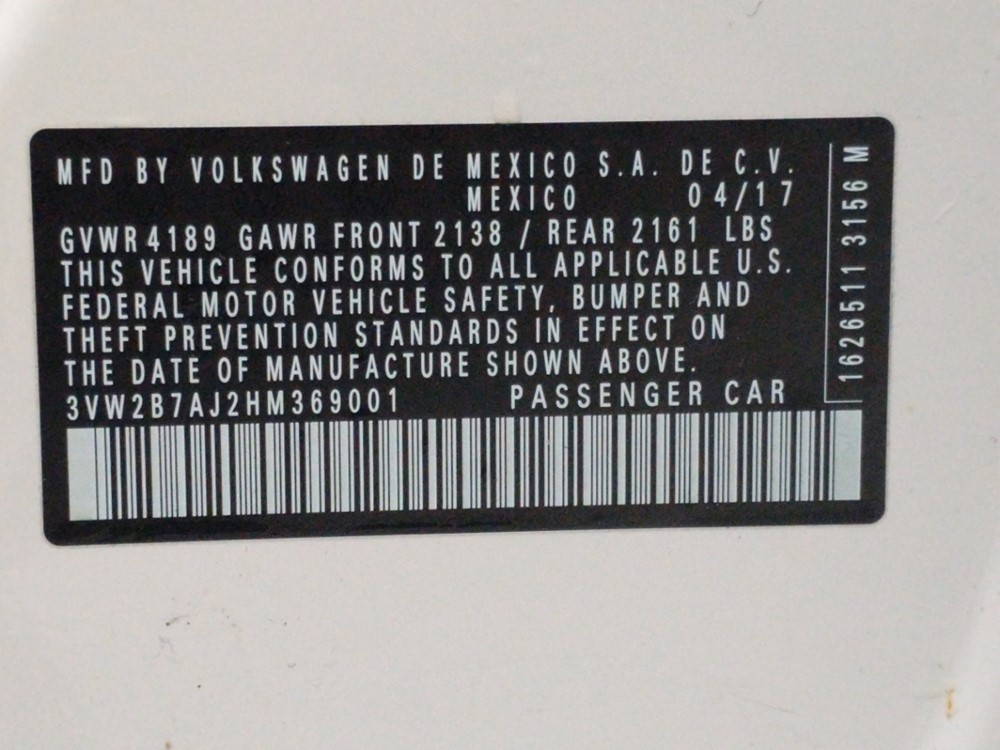 MFD BY VOLKSWAGEN DE MEXICO S.A. DE C.V.
MEXICO 04/17
GVWR 4189 GAWR FRONT 2138 / REAR 2161 LBS
THIS VEHICLE CONFORMS TO ALL APPLICABLE U.S.
FEDERAL MOTOR VEHICLE SAFETY, BUMPER AND
THEFT PREVENTION STANDARDS IN EFFECT ON
THE DATE OF MANUFACTURE SHOWN ABOVE.
3VW2B7AJ2HM369001 PASSENGER CAR
1626511 3156 M